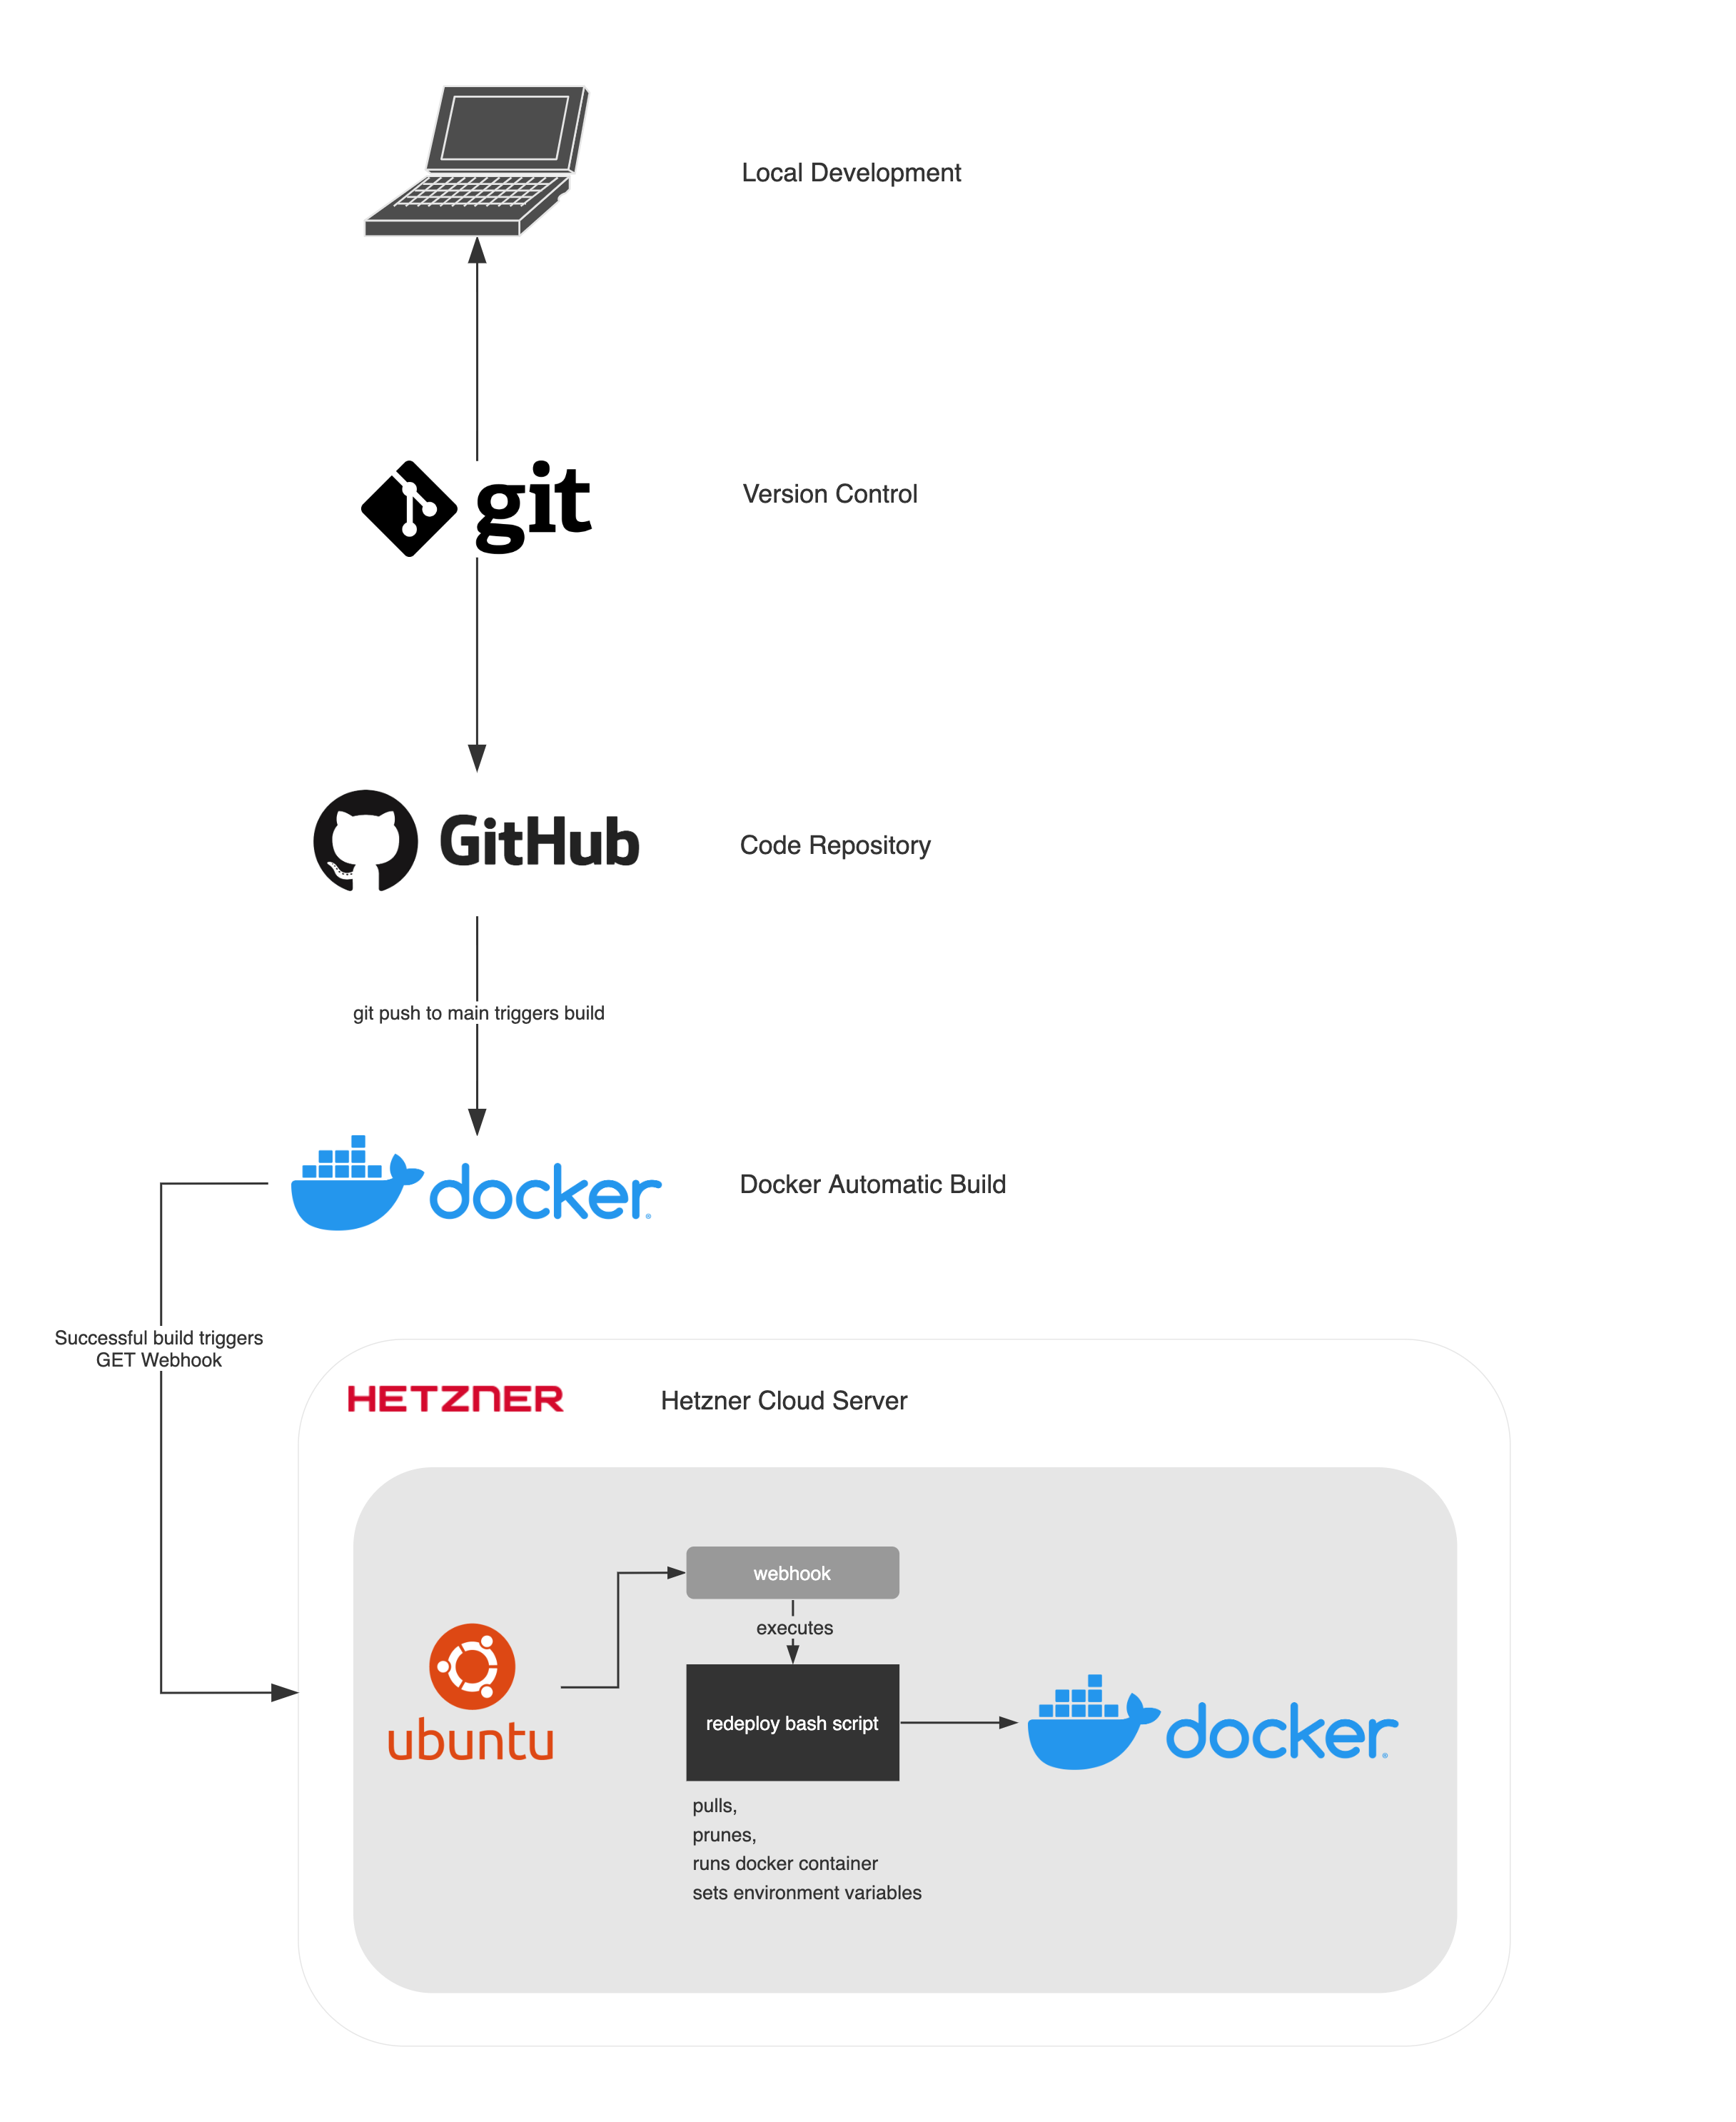 Local Development
git
Version Control
GitHub
Code Repository
git push to main triggers build
docker
Docker Automatic Build
Successful build triggers
GET Webhook
HETZNER
Hetzner Cloud Server
webhook
executes
ubuntu
redeploy bash script
docker
pulls,
prunes,
runs docker container
sets environment variables